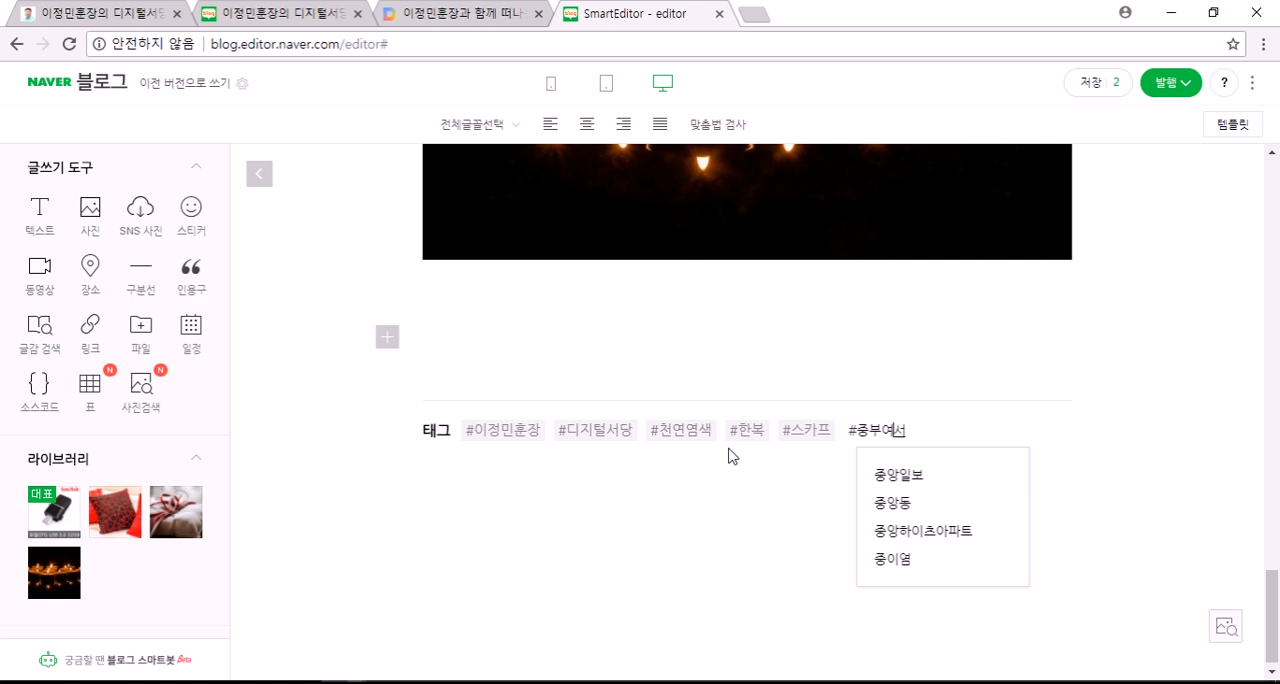 이정민훈장의 디지털서당
이정민훈장의 디지털서당
이정민훈장과 함께 떠나
SmartEditor - editor
안전하지 않음
blog.editor.naver.com/editor#
NAVER 블로그
이전 버전으로 쓰기
저장 2
발행
?
전체글꼴선택
맞춤법 검사
템플릿
글쓰기 도구
텍스트 사진 SNS 사진 스티커
동영상 장소 구분선 인용구
글감 검색 링크 파일 일정
N N
소스코드 표 사진검색
태그 #이정민훈장 #디지털서당 #천연염색 #한복 #스카프 #중부여서
중앙일보
중앙동
중앙하이츠아파트
중이염
라이브러리
대표
궁금할 땐 블로그 스마트봇 Beta